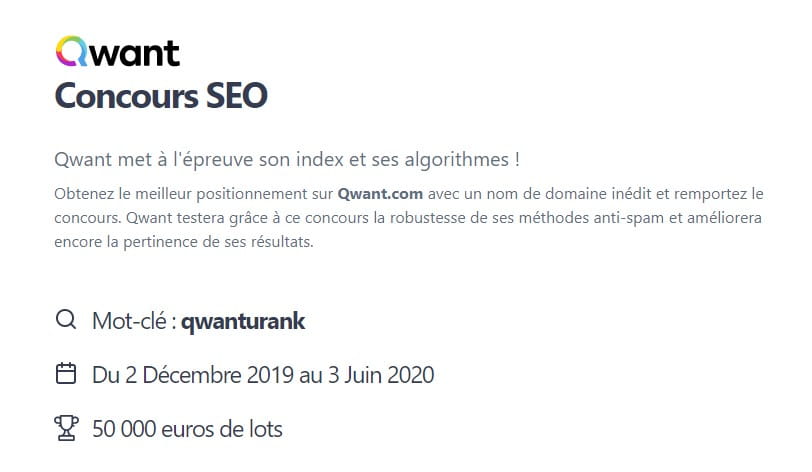 Qwant
Concours SEO
Qwant met à l'épreuve son index et ses algorithmes !
Obtenez le meilleur positionnement sur Qwant.com avec un nom de domaine inédit et remportez le
concours. Qwant testera grâce à ce concours la robustesse de ses méthodes anti-spam et améliorera
encore la pertinence de ses résultats.
Mot-clé : qwanturank
Du 2 Décembre 2019 au 3 Juin 2020
50 000 euros de lots